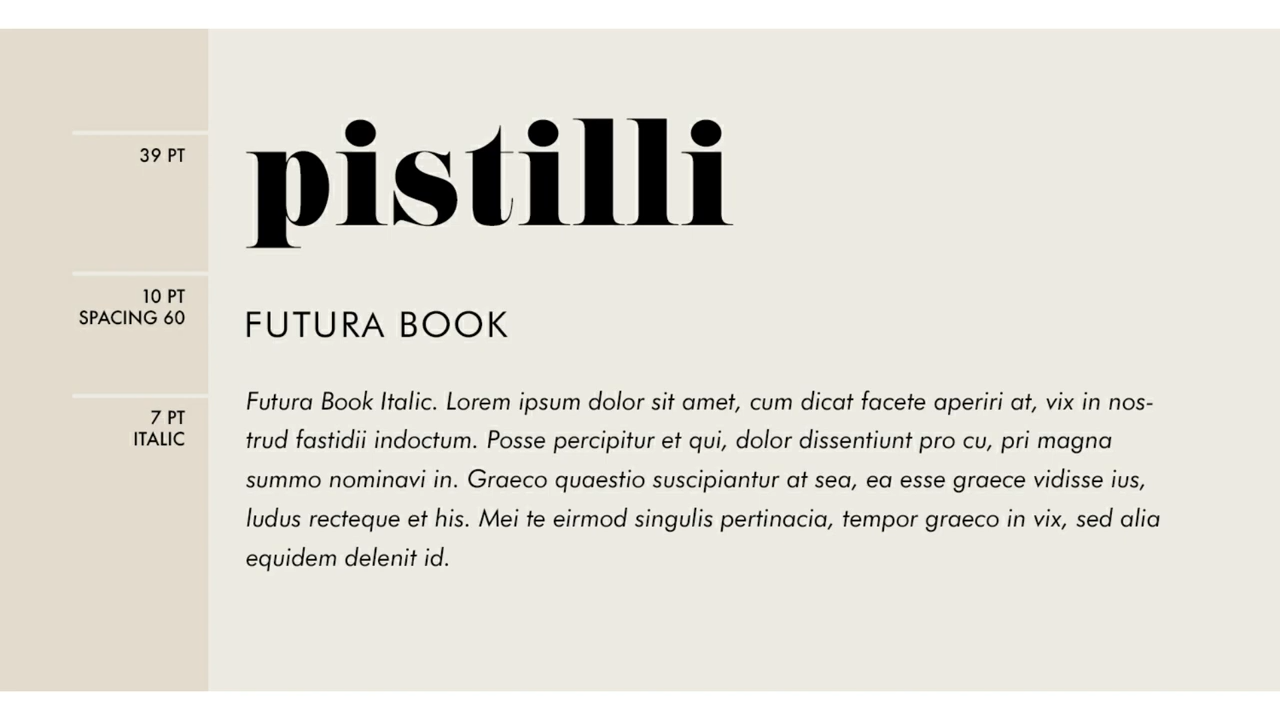 39 PT
pistilli
10 PT
SPACING 60
FUTURA BOOK
7 PT
ITALIC
Futura Book Italic. Lorem ipsum dolor sit amet, cum dicat facete aperiri at, vix in nos-
trud fastidii indoctum. Posse percipitur et qui, dolor dissentiunt pro cu, pri magna
summo nominavi in. Graeco quaestio suscipiantur at sea, ea esse graece vidisse ius,
ludus recteque et his. Mei te eirmod singulis pertinacia, tempor graeco in vix, sed alia
equidem delenit id.